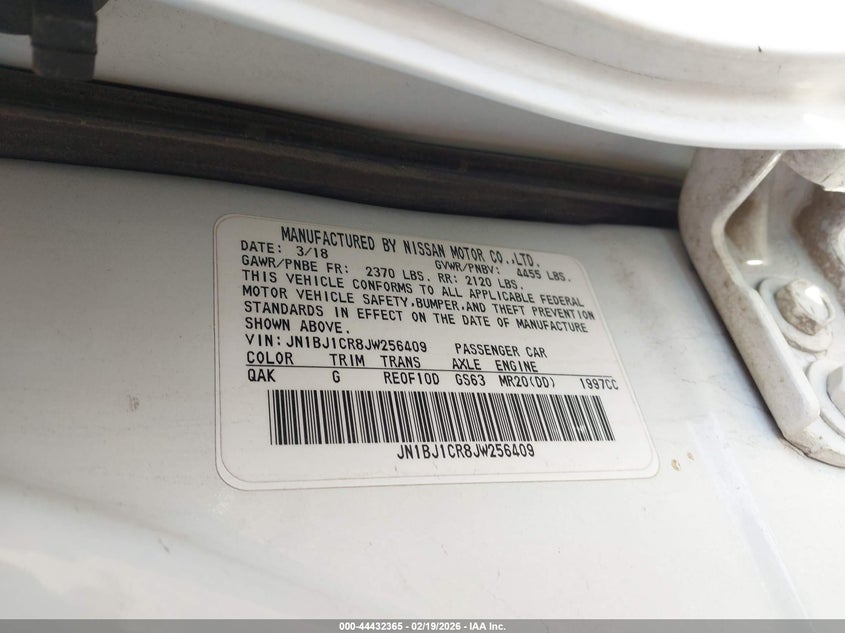 MANUFACTURED BY NISSAN MOTOR CO.,LTD.
DATE: 3/18 GVWR/PNBV: 4455 LBS.
GAWR/PNBE FR: 2370 LBS. RR: 2120 LBS.
THIS VEHICLE CONFORMS TO ALL APPLICABLE FEDERAL
MOTOR VEHICLE SAFETY,BUMPER,AND THEFT PREVENTION
STANDARDS IN EFFECT ON THE DATE OF MANUFACTURE
SHOWN ABOVE.
VIN: JN1BJ1CR8JW256409 PASSENGER CAR
COLOR TRIM TRANS AXLE ENGINE
QAK G RE0F10D GS63 MR20(DD) 1997CC
JN1BJ1CR8JW256409
000-44432365 — 02/19/2026 — IAA Inc.